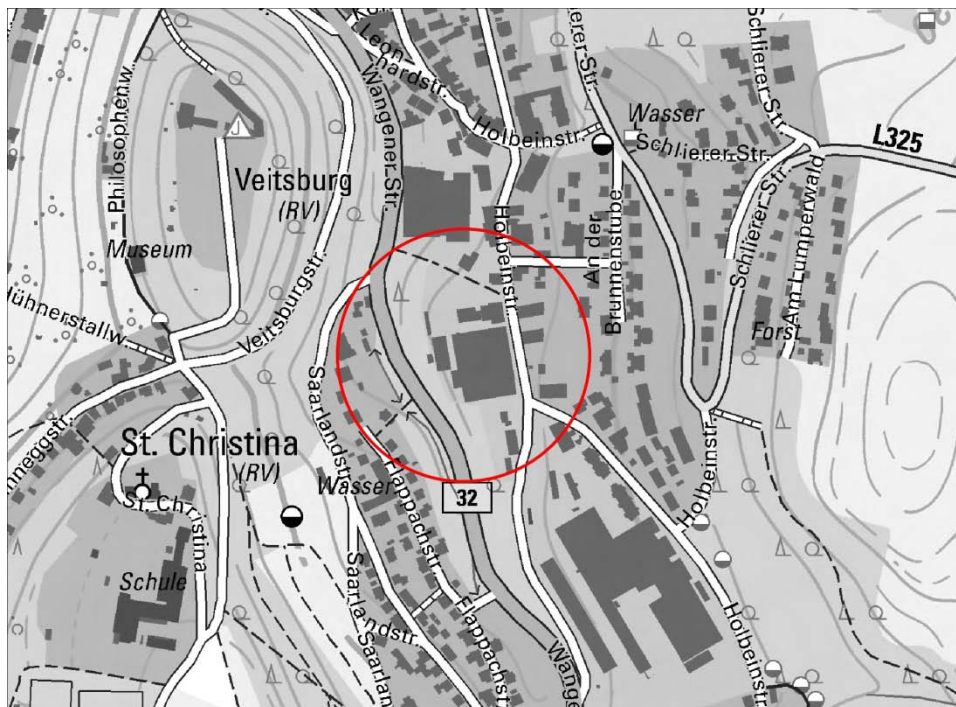 Leonhardstr.
Wangener Str.
Philosophenw.
Veitsburg
(RV)
Museum
Veitsburgstr.
Hühnerstallw.
Holbeinstr.
Holbeinstr.
Wasser
Schlierer Str.
Schlierer Str.
Schlierer Str.
L325
An der
Brunnenstube
Am Lumperwald
Forst
Saarlandstr.
St. Christina
(RV)
St. Christina
Schule
Wasser
Flappachstr.
32
Saarlandstr.
Saarlan
Flappachstr
Wange
Holbeinstr.
Holbeinstr
nneggstr.